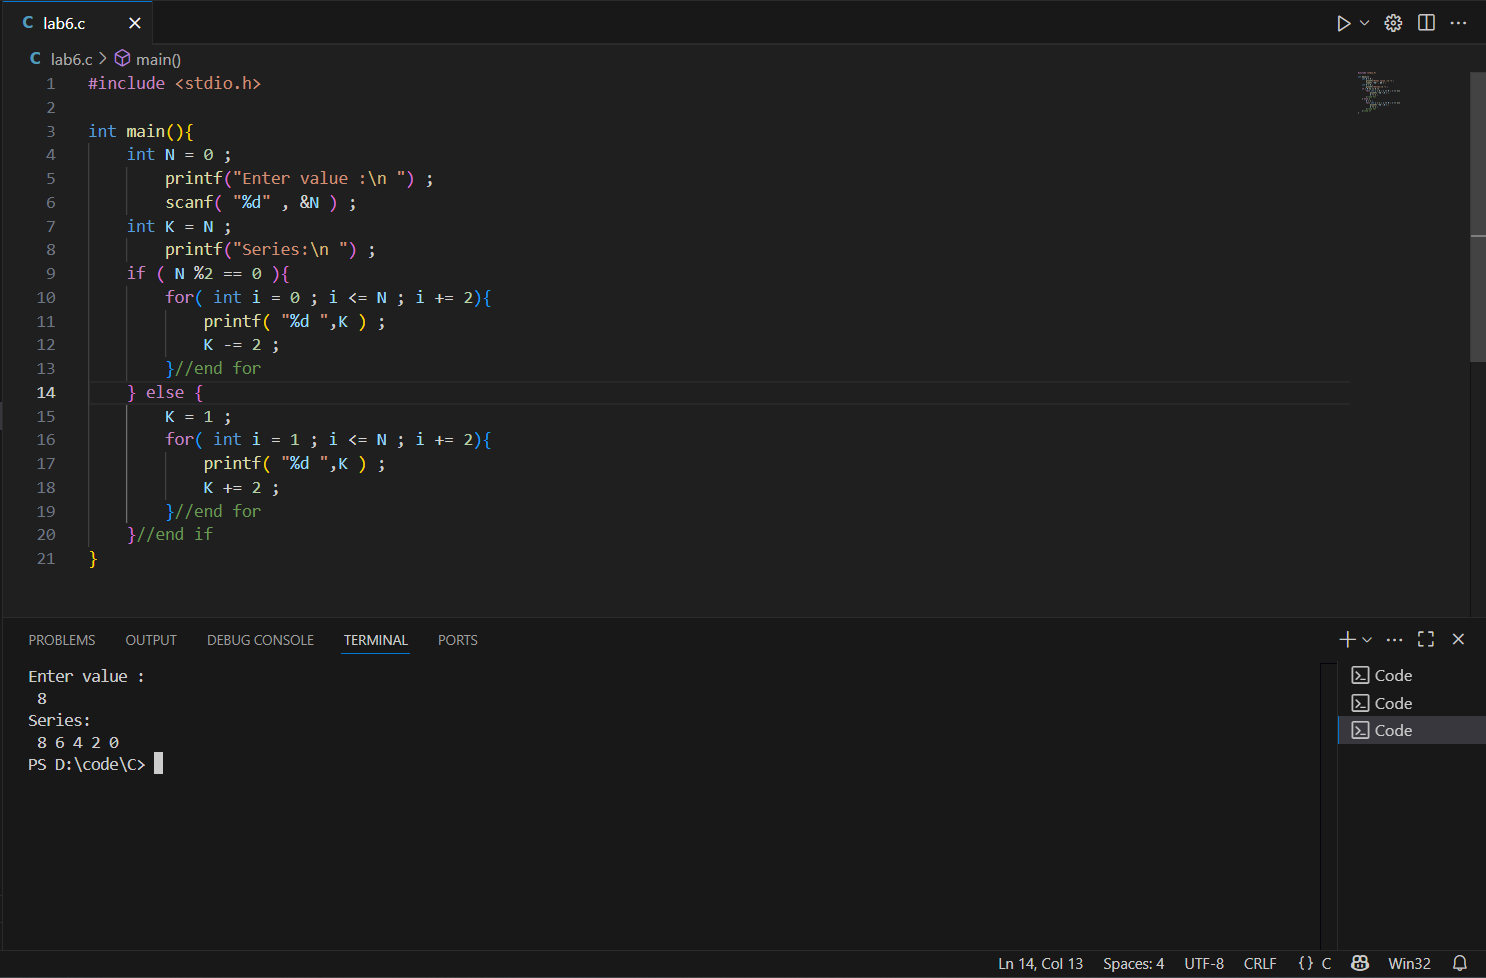 C lab6.c
C lab6.c > main()
1 #include <stdio.h>
2
3 int main(){
4     int N = 0 ;
5         printf("Enter value :\n ") ;
6         scanf( "%d" , &N ) ;
7     int K = N ;
8         printf("Series:\n ") ;
9     if ( N %2 == 0 ){
10         for( int i = 0 ; i <= N ; i += 2){
11             printf( "%d ",K ) ;
12             K -= 2 ;
13         }//end for
14     } else {
15         K = 1 ;
16         for( int i = 1 ; i <= N ; i += 2){
17             printf( "%d ",K ) ;
18             K += 2 ;
19         }//end for
20     }//end if
21 }
PROBLEMS OUTPUT DEBUG CONSOLE TERMINAL PORTS
Enter value :
 8
Series:
 8 6 4 2 0
PS D:\code\C>
Code
Code
Code
Ln 14, Col 13 Spaces: 4 UTF-8 CRLF {} C Win32